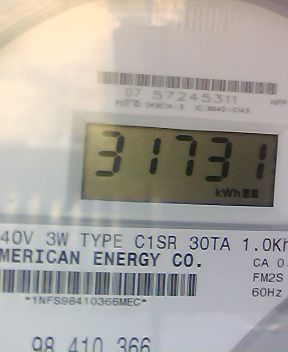 07 57245311
31731
kWh
40V 3W TYPE C1SR 30TA 1.0Kh
MERICAN ENERGY CO.
CA 0.
FM2S
60Hz
*1NFS98410366MEC*
98 410 366